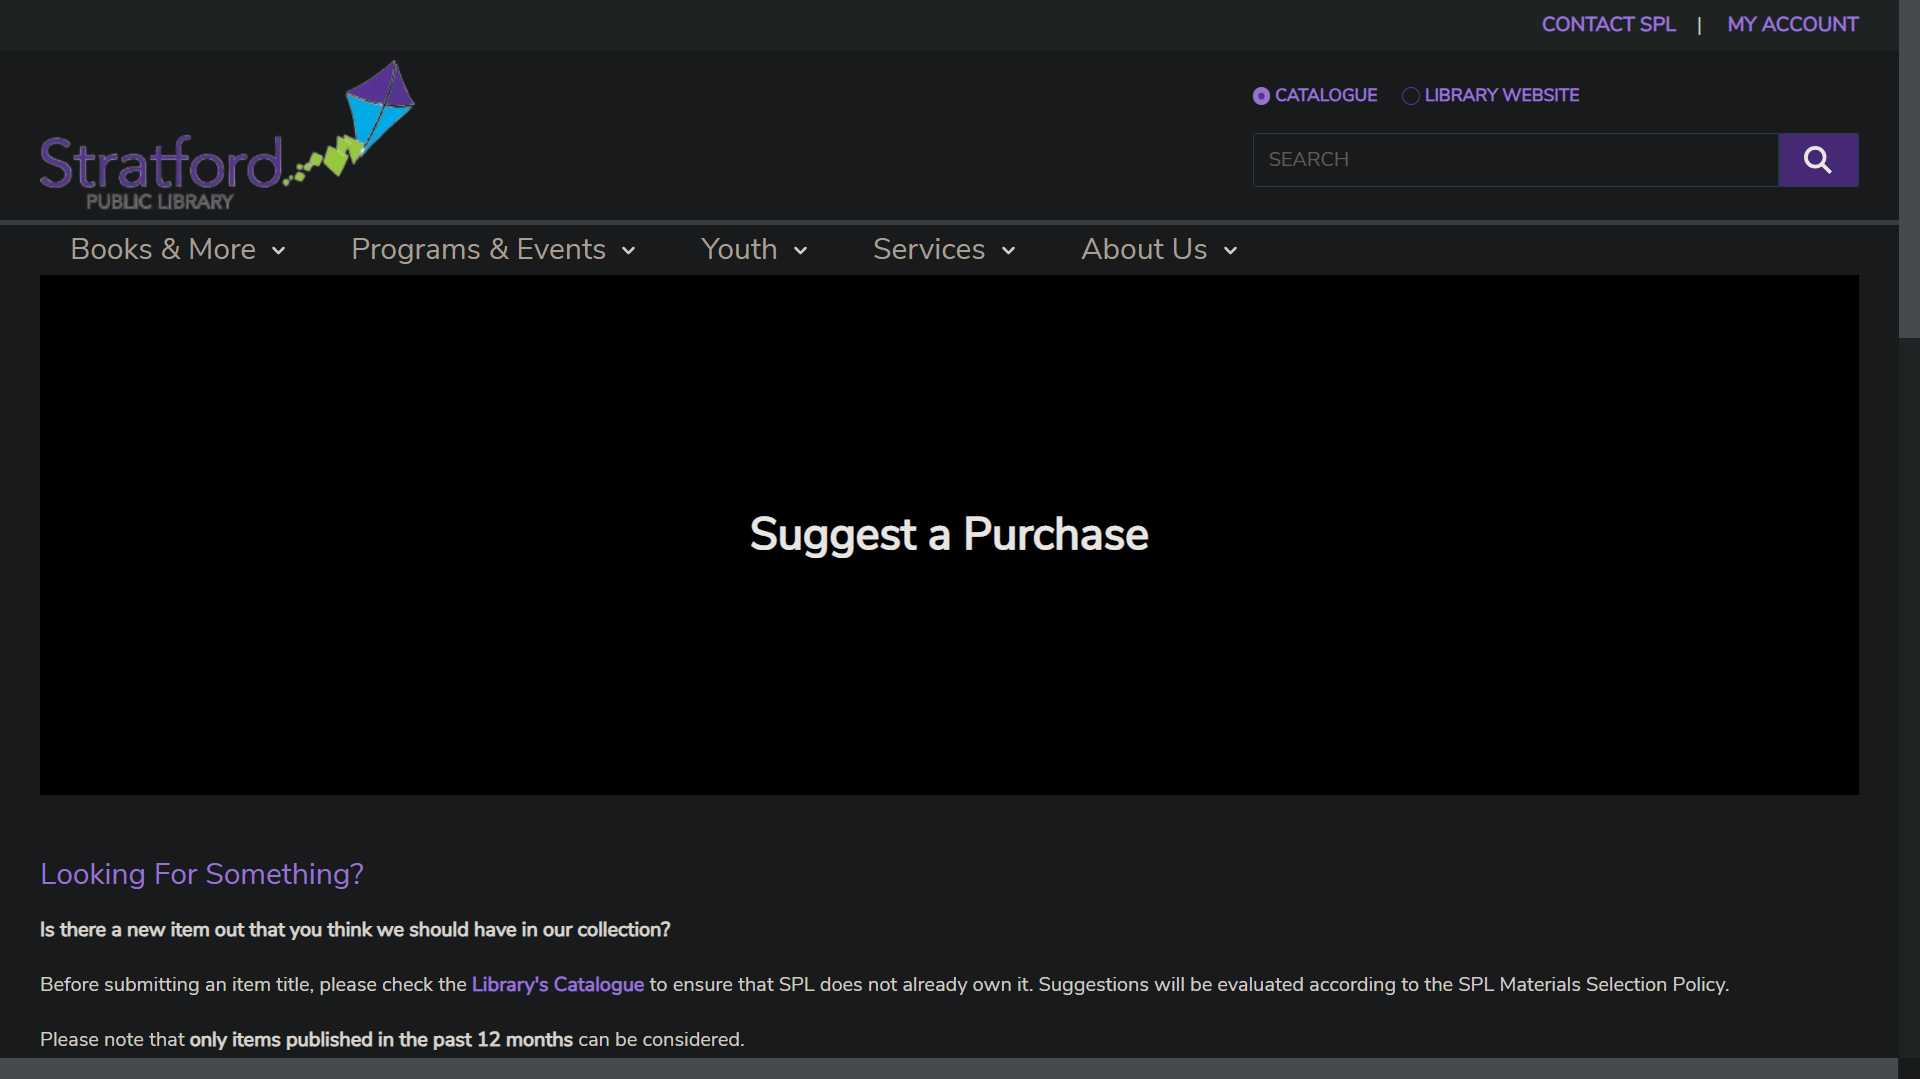 CONTACT SPL | MY ACCOUNT
CATALOGUE LIBRARY WEBSITE
Stratford
PUBLIC LIBRARY
SEARCH
Books & More Programs & Events Youth Services About Us
Suggest a Purchase
Looking For Something?
Is there a new item out that you think we should have in our collection?
Before submitting an item title, please check the Library's Catalogue to ensure that SPL does not already own it. Suggestions will be evaluated according to the SPL Materials Selection Policy.
Please note that only items published in the past 12 months can be considered.